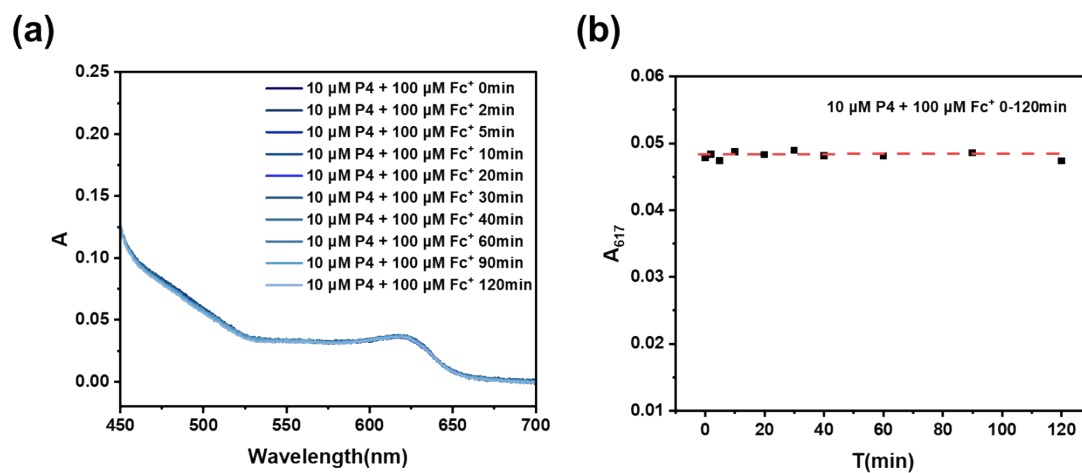 (a)
0.25
0.20
0.15
0.10
0.05
0.00
A
10 µM P4 + 100 µM Fc⁺ 0min
10 µM P4 + 100 µM Fc⁺ 2min
10 µM P4 + 100 µM Fc⁺ 5min
10 µM P4 + 100 µM Fc⁺ 10min
10 µM P4 + 100 µM Fc⁺ 20min
10 µM P4 + 100 µM Fc⁺ 30min
10 µM P4 + 100 µM Fc⁺ 40min
10 µM P4 + 100 µM Fc⁺ 60min
10 µM P4 + 100 µM Fc⁺ 90min
10 µM P4 + 100 µM Fc⁺ 120min
450 500 550 600 650 700
Wavelength(nm)
(b)
0.06
0.05
0.04
0.03
0.02
0.01
A₆₁₇
10 µM P4 + 100 µM Fc⁺ 0-120min
0 20 40 60 80 100 120
T(min)